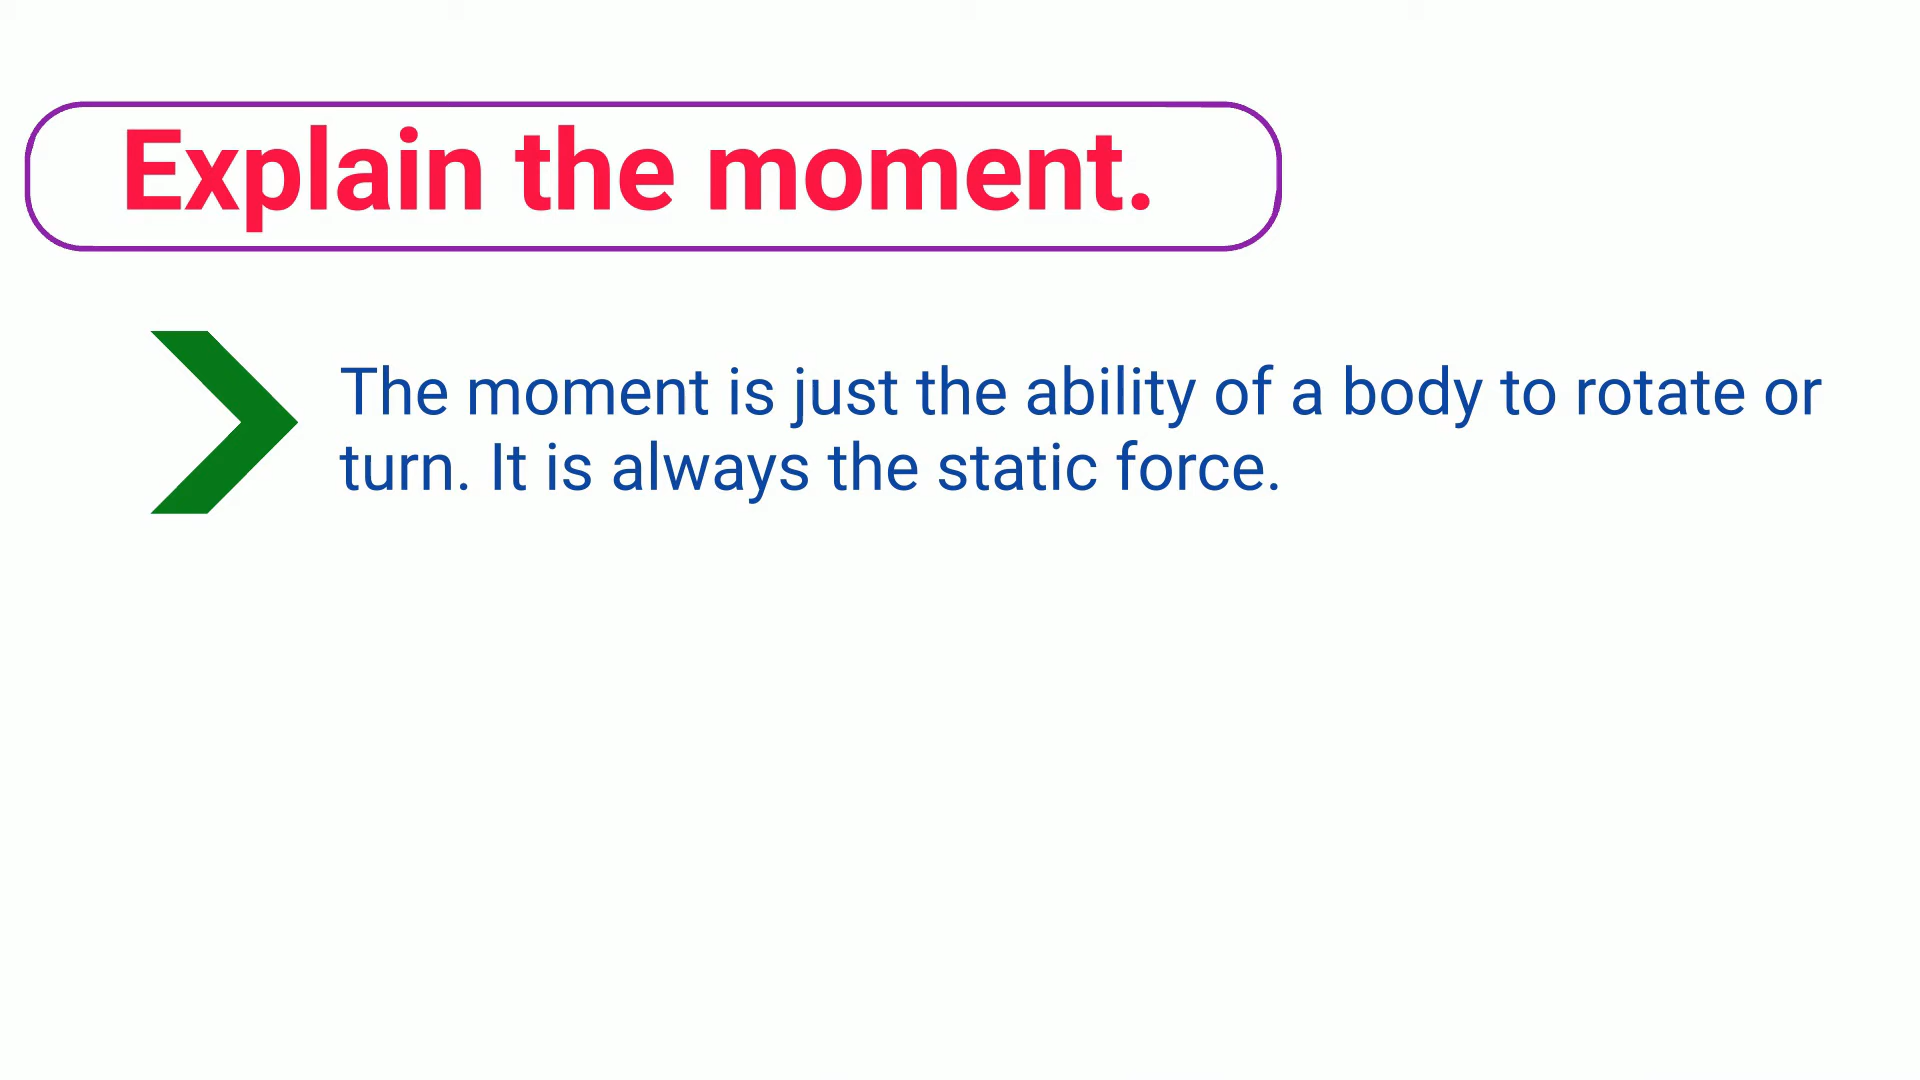 Explain the moment.
The moment is just the ability of a body to rotate or
turn. It is always the static force.